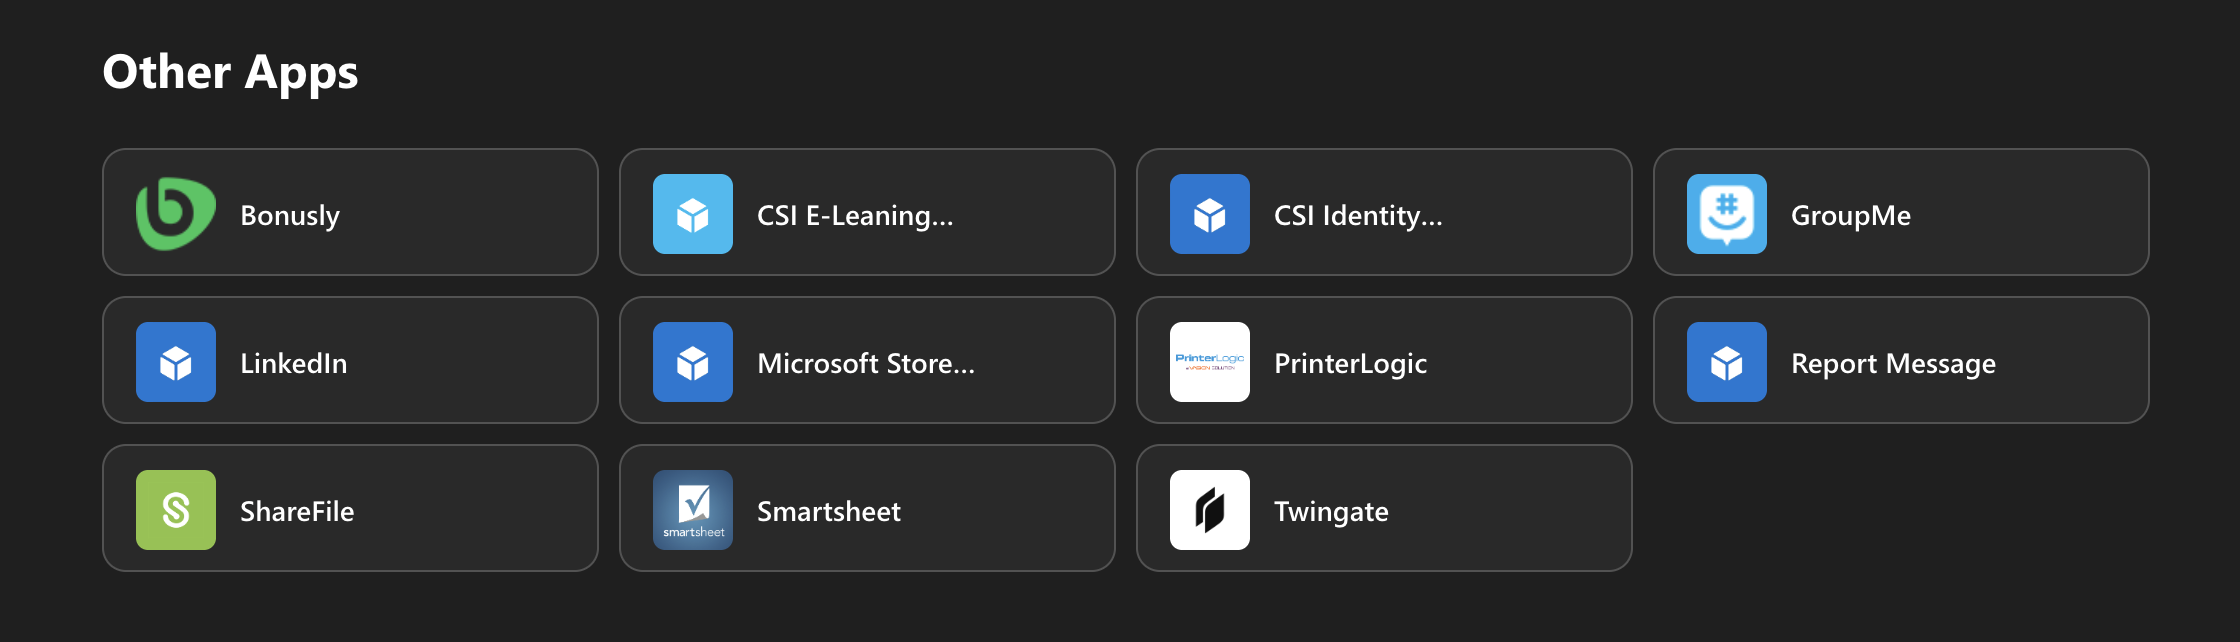 Other Apps
Bonusly
CSI E-Leaning...
CSI Identity...
GroupMe
LinkedIn
Microsoft Store...
PrinterLogic
PrinterLogic
Report Message
ShareFile
smartsheet
Smartsheet
Twingate